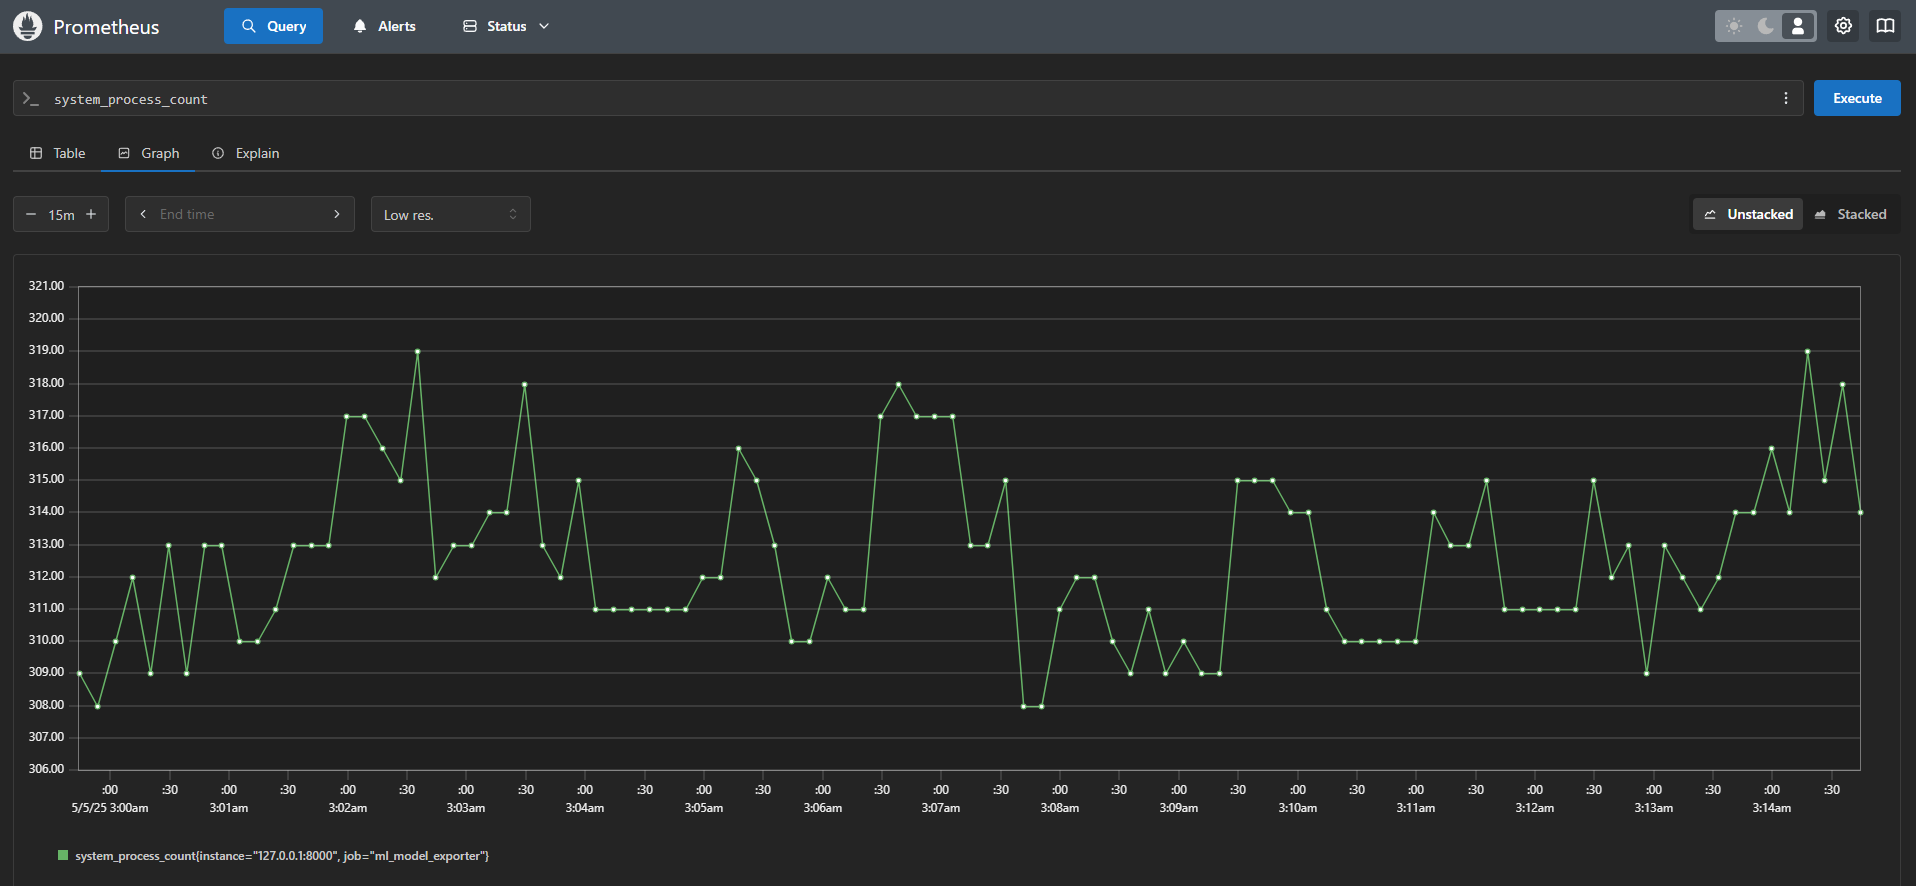 Prometheus Query Alerts Status
system_process_count Execute
Table Graph Explain
15m End time Low res. Unstacked Stacked
321.00
320.00
319.00
318.00
317.00
316.00
315.00
314.00
313.00
312.00
311.00
310.00
309.00
308.00
307.00
306.00
:00 :30 :00 :30 :00 :30 :00 :30 :00 :30 :00 :30 :00 :30 :00 :30 :00 :30 :00 :30 :00 :30 :00 :30 :00 :30 :00 :30 :00 :30
5/5/25 3:00am 3:01am 3:02am 3:03am 3:04am 3:05am 3:06am 3:07am 3:08am 3:09am 3:10am 3:11am 3:12am 3:13am 3:14am
system_process_count{instance="127.0.0.1:8000", job="ml_model_exporter"}